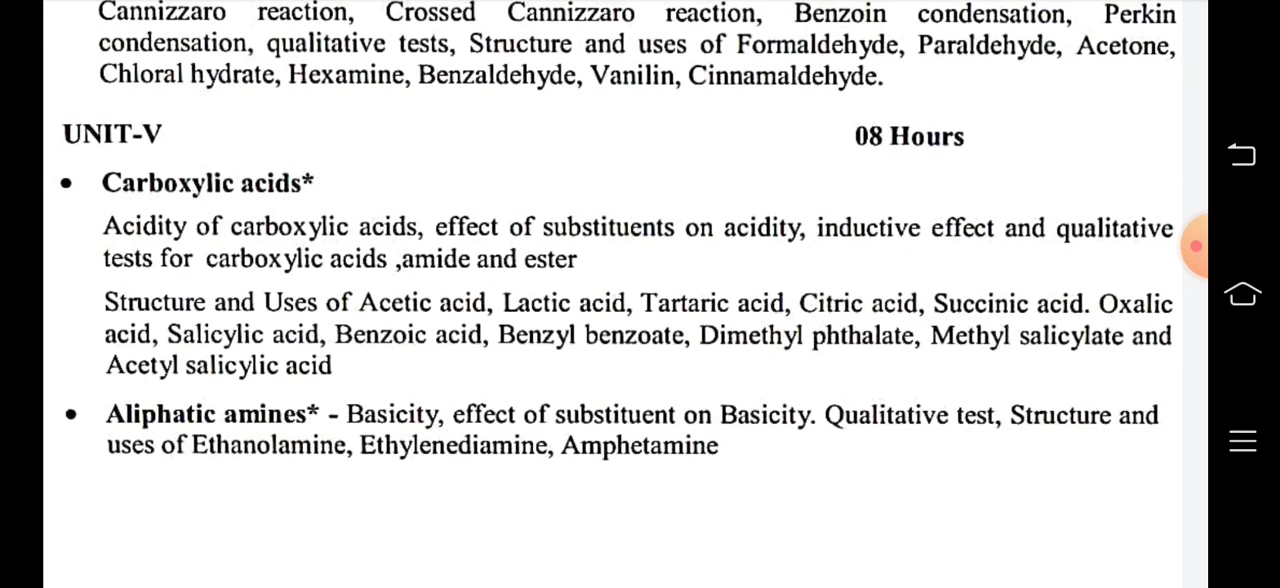 Cannizzaro reaction, Crossed Cannizzaro reaction, Benzoin condensation, Perkin
condensation, qualitative tests, Structure and uses of Formaldehyde, Paraldehyde, Acetone,
Chloral hydrate, Hexamine, Benzaldehyde, Vanilin, Cinnamaldehyde.
UNIT-V 08 Hours
• Carboxylic acids*
Acidity of carboxylic acids, effect of substituents on acidity, inductive effect and qualitative
tests for carboxylic acids ,amide and ester
Structure and Uses of Acetic acid, Lactic acid, Tartaric acid, Citric acid, Succinic acid. Oxalic
acid, Salicylic acid, Benzoic acid, Benzyl benzoate, Dimethyl phthalate, Methyl salicylate and
Acetyl salicylic acid
• Aliphatic amines* - Basicity, effect of substituent on Basicity. Qualitative test, Structure and
uses of Ethanolamine, Ethylenediamine, Amphetamine